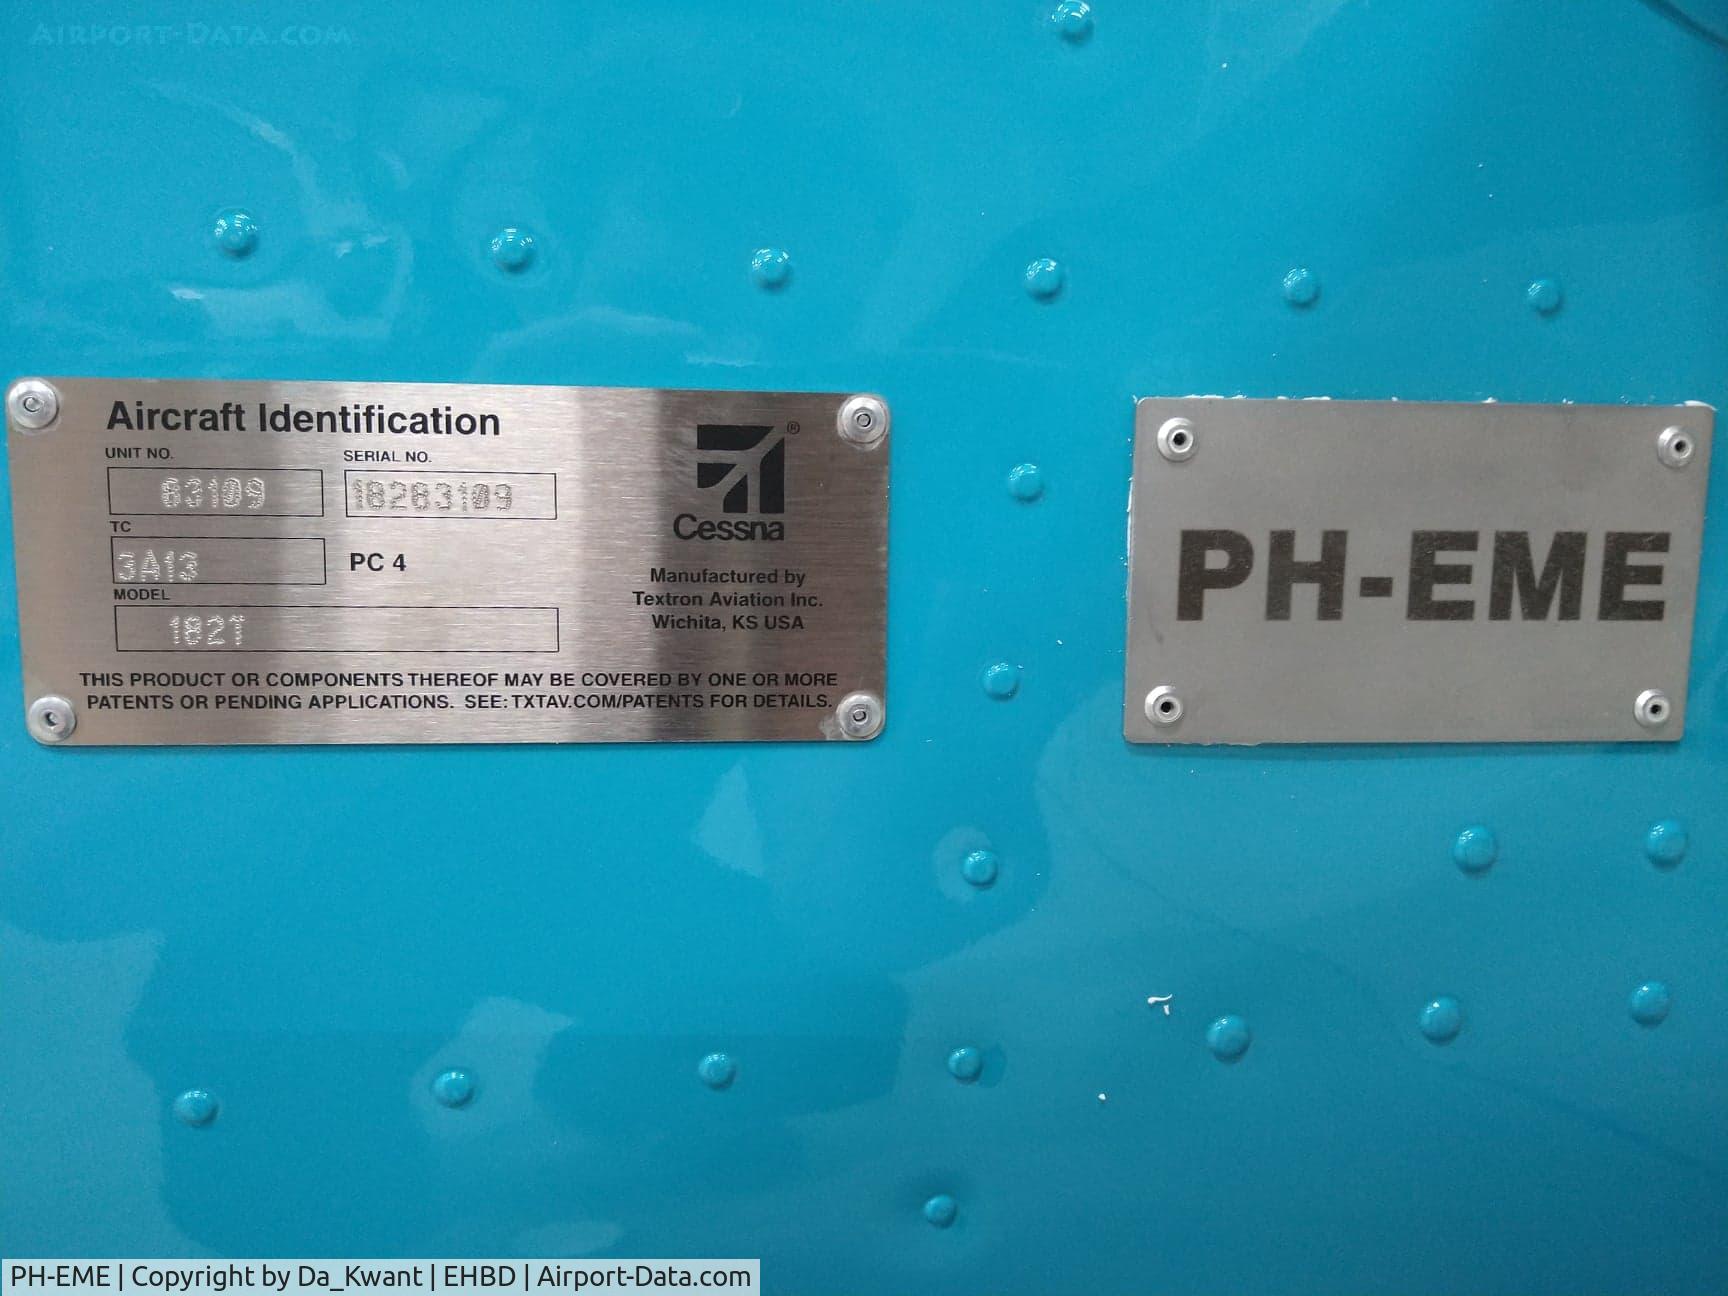 AIRPORT-DATA.COM
Aircraft Identification
UNIT NO.
SERIAL NO.
83109
18283109
TC
3A13
PC 4
MODEL
182T
®
Cessna
Manufactured by
Textron Aviation Inc.
Wichita, KS USA
THIS PRODUCT OR COMPONENTS THEREOF MAY BE COVERED BY ONE OR MORE
PATENTS OR PENDING APPLICATIONS. SEE: TXTAV.COM/PATENTS FOR DETAILS.
PH-EME
PH-EME | Copyright by Da_Kwant | EHBD | Airport-Data.com